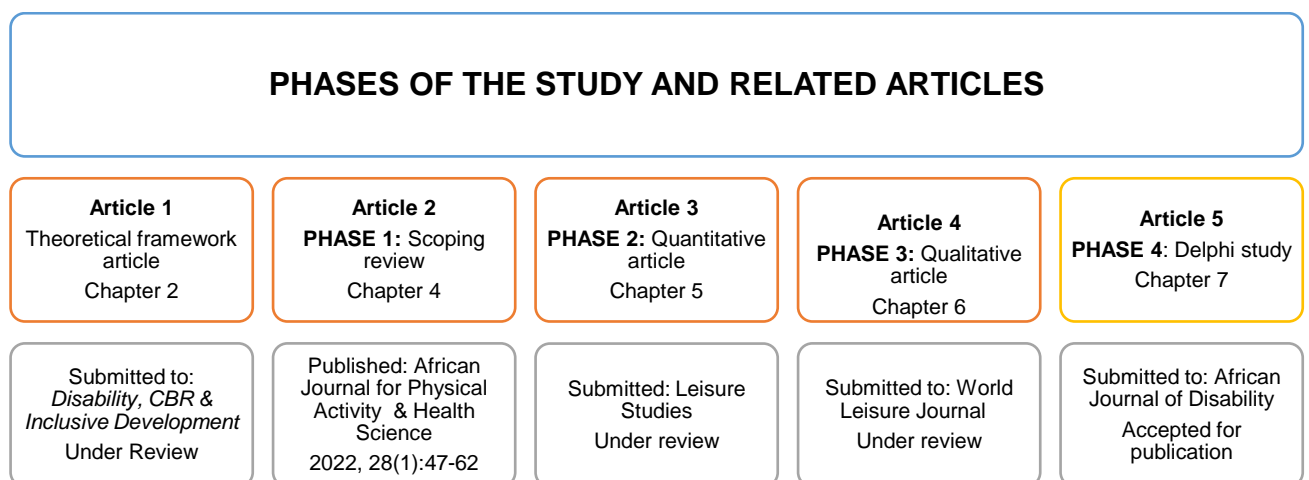 PHASES OF THE STUDY AND RELATED ARTICLES
Article 1
Theoretical framework
article
Chapter 2
Article 2
PHASE 1: Scoping
review
Chapter 4
Article 3
PHASE 2: Quantitative
article
Chapter 5
Article 4
PHASE 3: Qualitative
article
Chapter 6
Article 5
PHASE 4: Delphi study
Chapter 7
Submitted to:
Disability, CBR &
Inclusive Development
Under Review
Published: African
Journal for Physical
Activity & Health
Science
2022, 28(1):47-62
Submitted: Leisure
Studies
Under review
Submitted to: World
Leisure Journal
Under review
Submitted to: African
Journal of Disability
Accepted for
publication